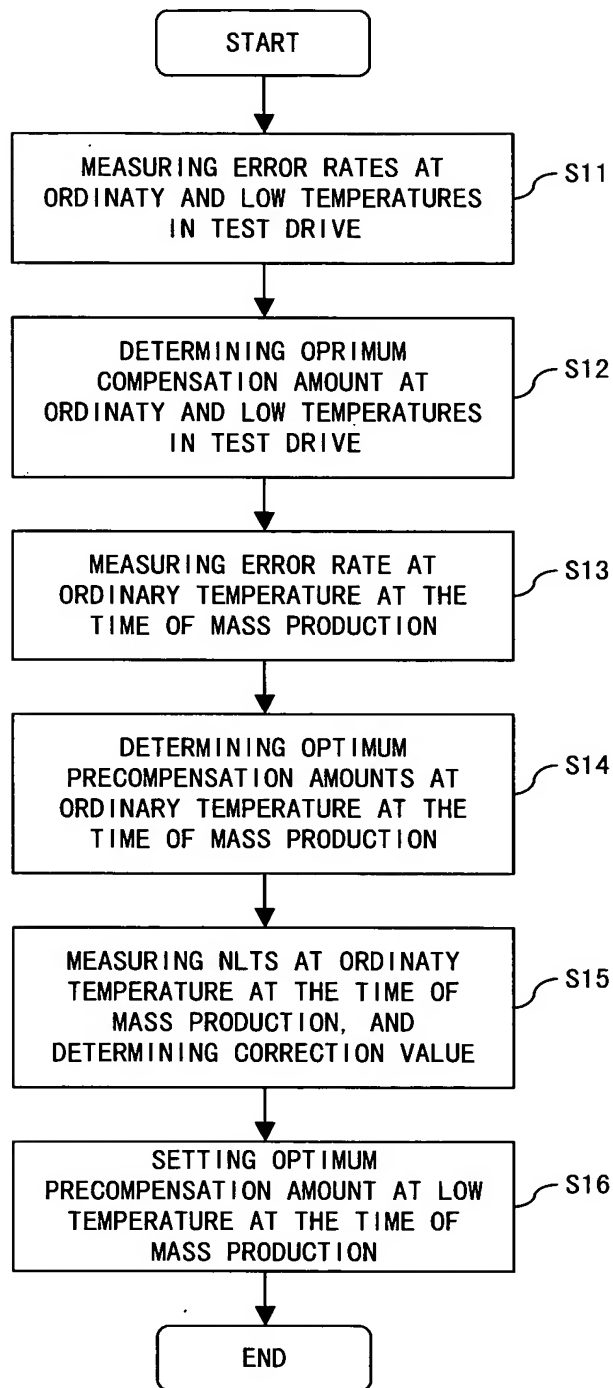 START
MEASURING ERROR RATES AT
ORDINATY AND LOW TEMPERATURES
IN TEST DRIVE
S11
DETERMINING OPRIMUM
COMPENSATION AMOUNT AT
ORDINATY AND LOW TEMPERATURES
IN TEST DRIVE
S12
MEASURING ERROR RATE AT
ORDINARY TEMPERATURE AT THE
TIME OF MASS PRODUCTION
S13
DETERMINING OPTIMUM
PRECOMPENSATION AMOUNTS AT
ORDINARY TEMPERATURE AT THE
TIME OF MASS PRODUCTION
S14
MEASURING NLTS AT ORDINATY
TEMPERATURE AT THE TIME OF
MASS PRODUCTION, AND
DETERMINING CORRECTION VALUE
S15
SETTING OPTIMUM
PRECOMPENSATION AMOUNT AT LOW
TEMPERATURE AT THE TIME OF
MASS PRODUCTION
S16
END